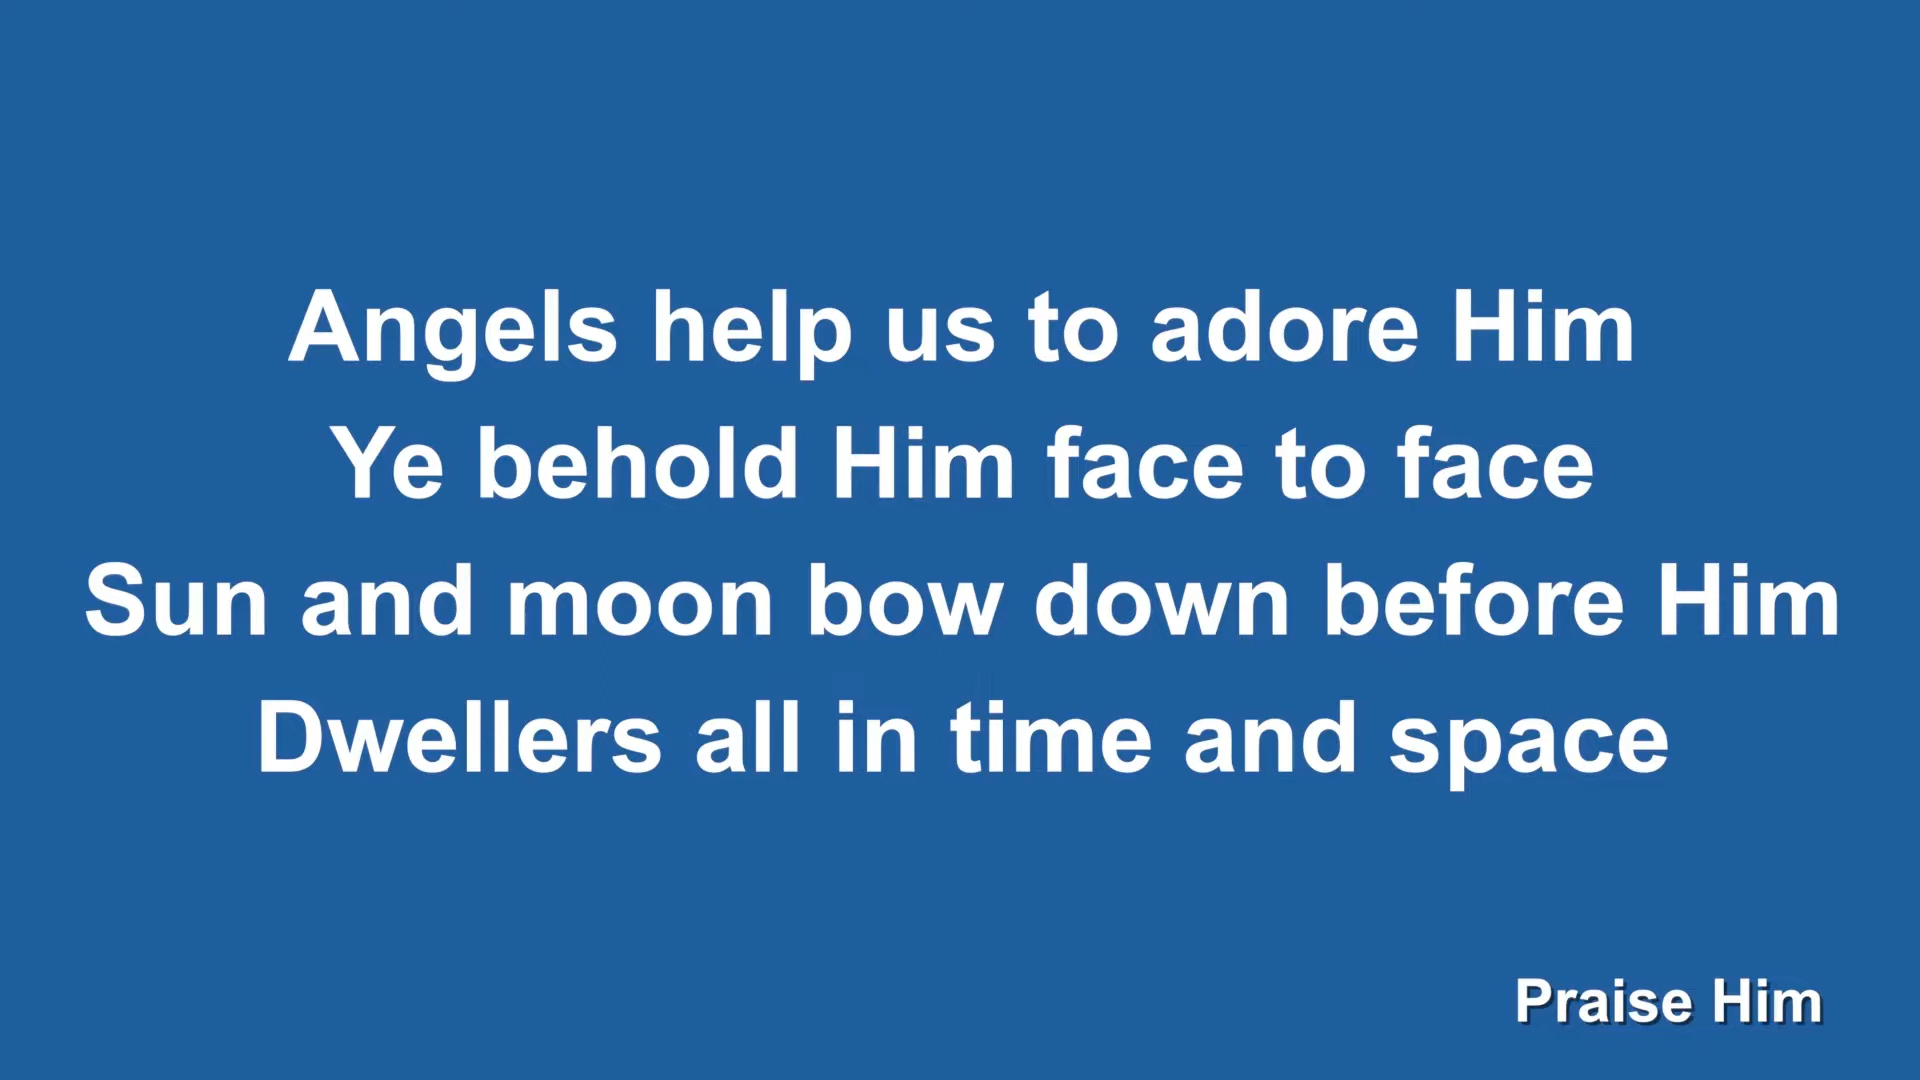 Angels help us to adore Him
Ye behold Him face to face
Sun and moon bow down before Him
Dwellers all in time and space
Praise Him